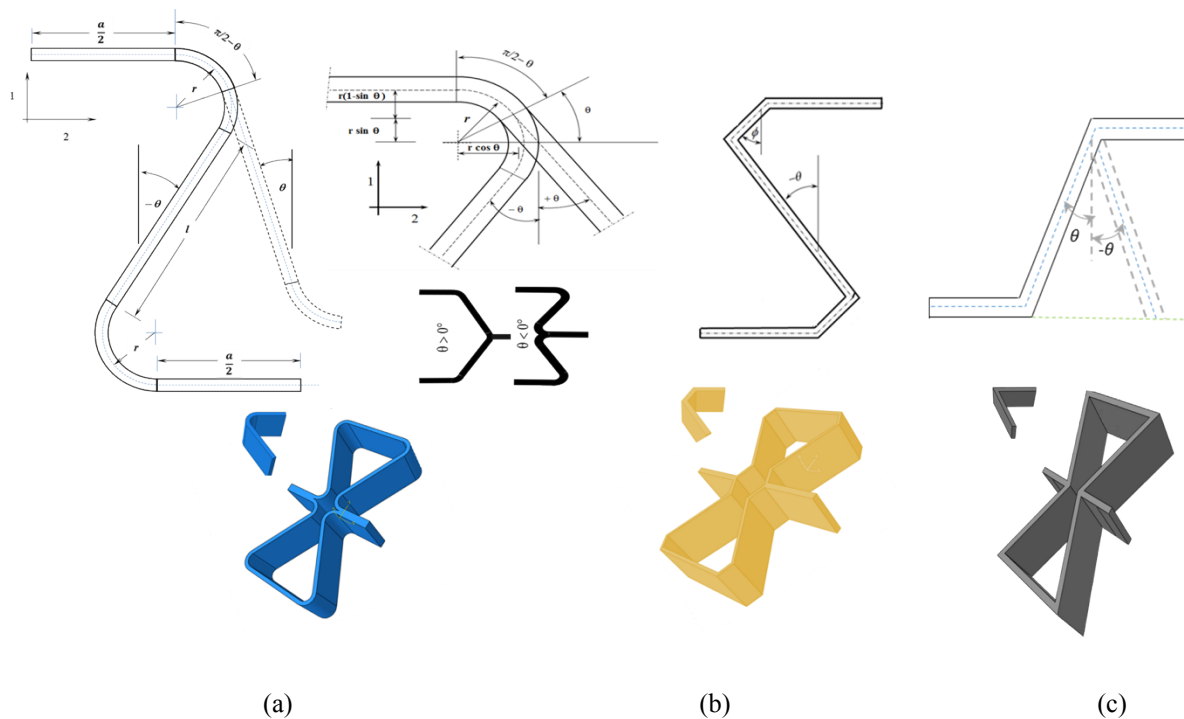 a/2
π/2−θ
r
1
2
−θ
θ
l
r
a/2
π/2−θ
r(1-sin θ)
r
θ
r sin θ
r cos θ
1
2
−θ
+θ
θ>0°
θ<0°
ø
−θ
θ
-θ
(a)
(b)
(c)